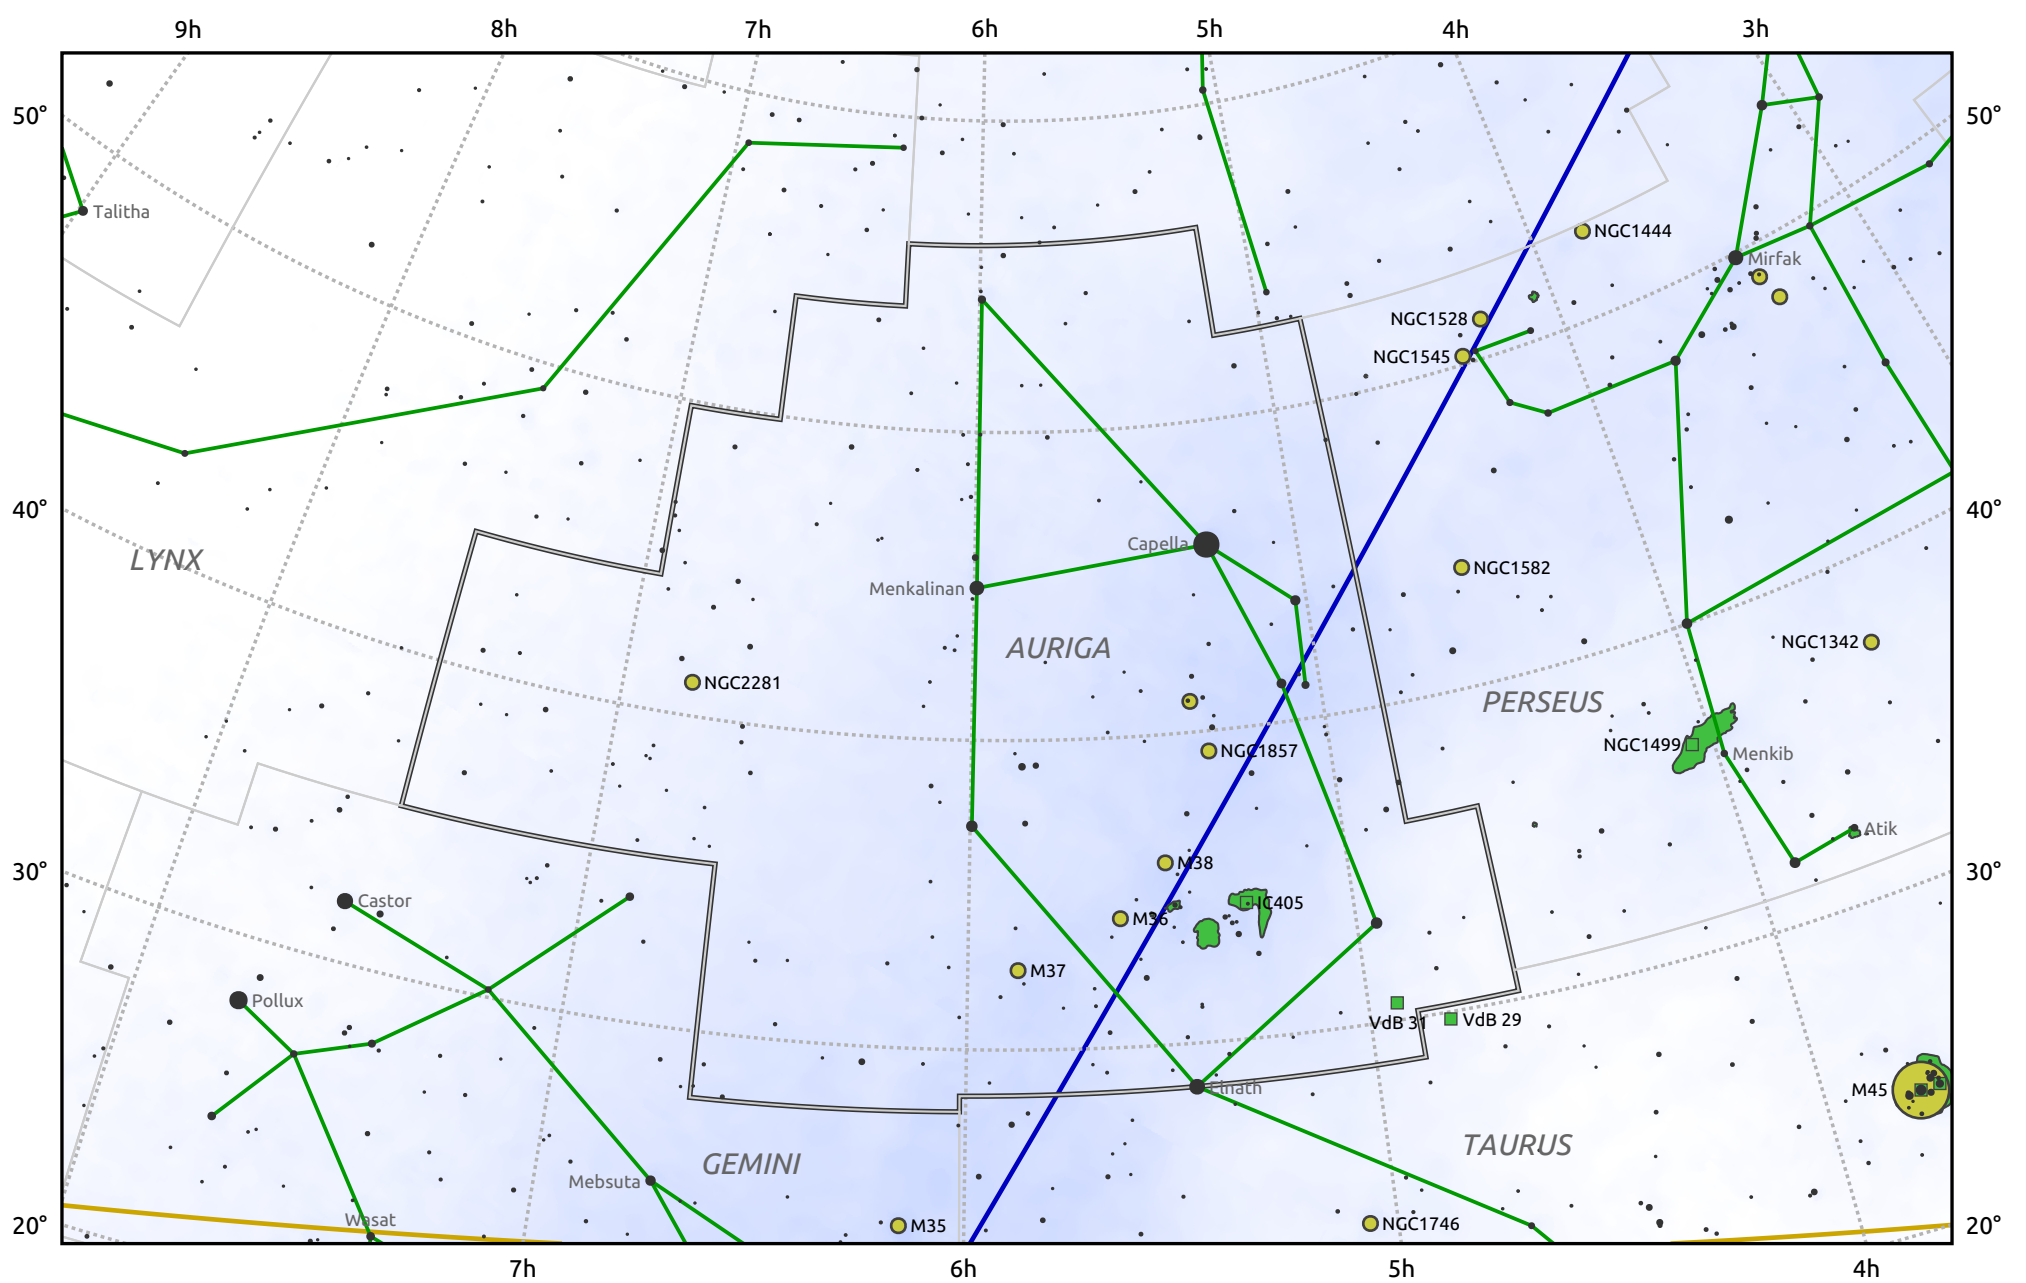 9h 8h 7h 6h 5h 4h 3h
50° 50°
Talitha
NGC1444
Mirfak
NGC1528
NGC1545
40° 40°
Capella
LYNX
NGC1582
Menkalinan
AURIGA
NGC1342
NGC2281
PERSEUS
NGC1499
NGC1857
Menkib
Atik
M38
30° 30°
Castor
IC405
M36
M37
Pollux
VdB 31
VdB 29
Elnath
M45
TAURUS
GEMINI
Mebsuta
Wasat
NGC1746
M35
20° 20°
7h 6h 5h 4h